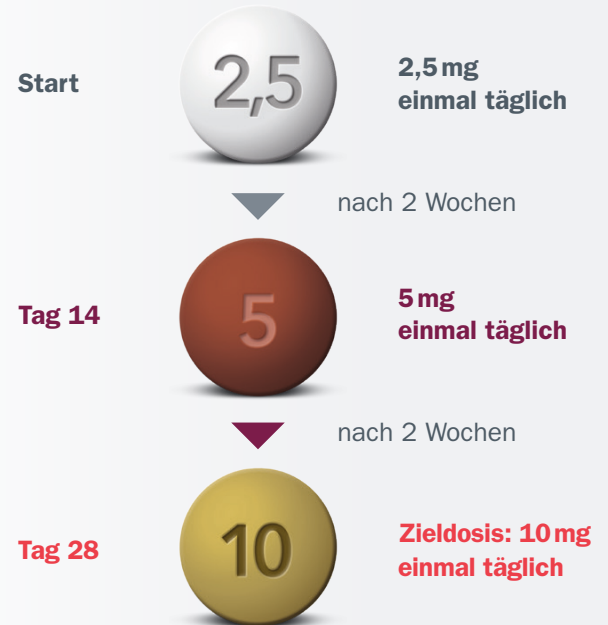 Start
2,5
2,5 mg
einmal täglich
nach 2 Wochen
Tag 14
5
5 mg
einmal täglich
nach 2 Wochen
Tag 28
10
Zieldosis: 10 mg
einmal täglich